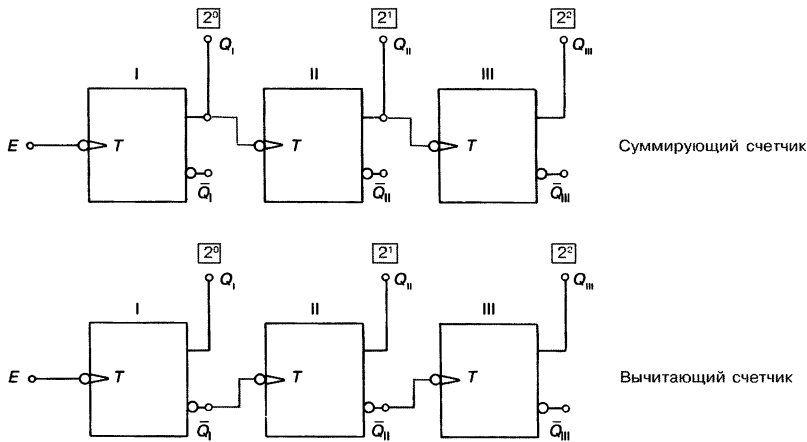 2⁰ 2¹ 2²
Q_I Q_II Q_III
I II III
E T T T Суммирующий счетчик
Q̅_I Q̅_II Q̅_III
2⁰ 2¹ 2²
Q_I Q_II Q_III
I II III
E T T T Вычитающий счетчик
Q̅_I Q̅_II Q̅_III